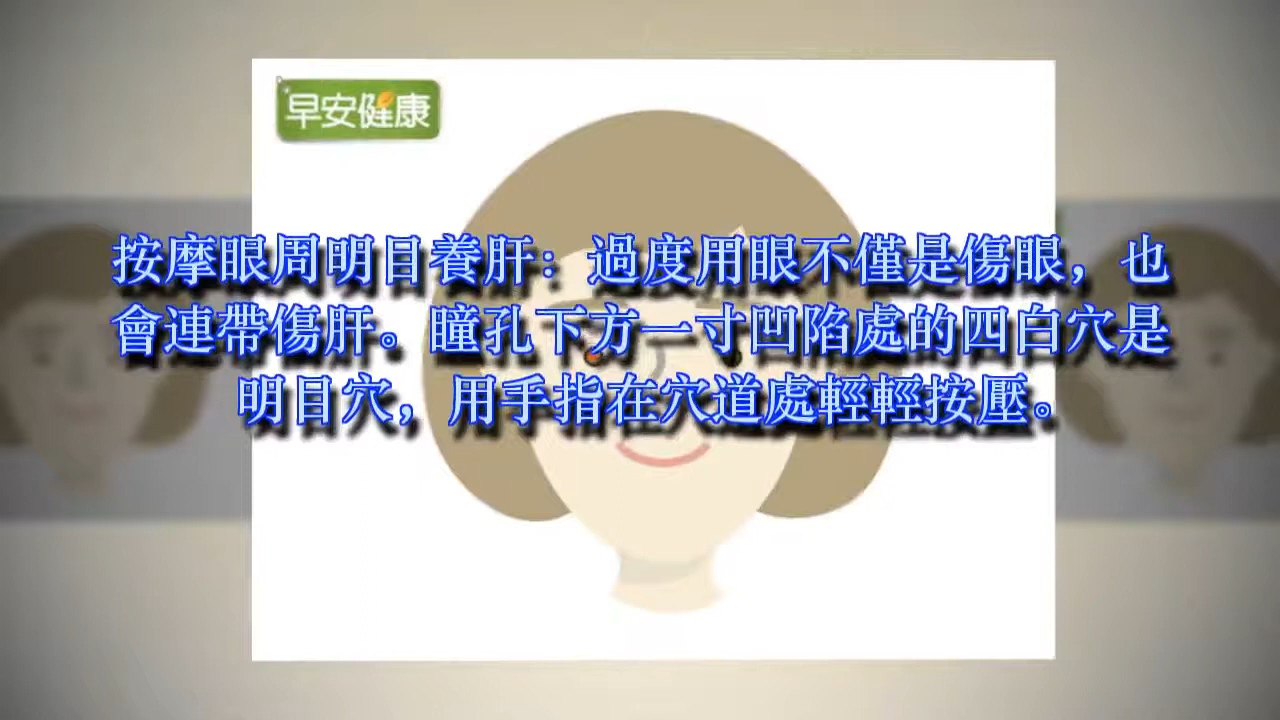 早安健康
按摩眼周明目養肝：過度用眼不僅是傷眼，也
會連帶傷肝。瞳孔下方一寸凹陷處的四白穴是
明目穴，用手指在穴道處輕輕按壓。